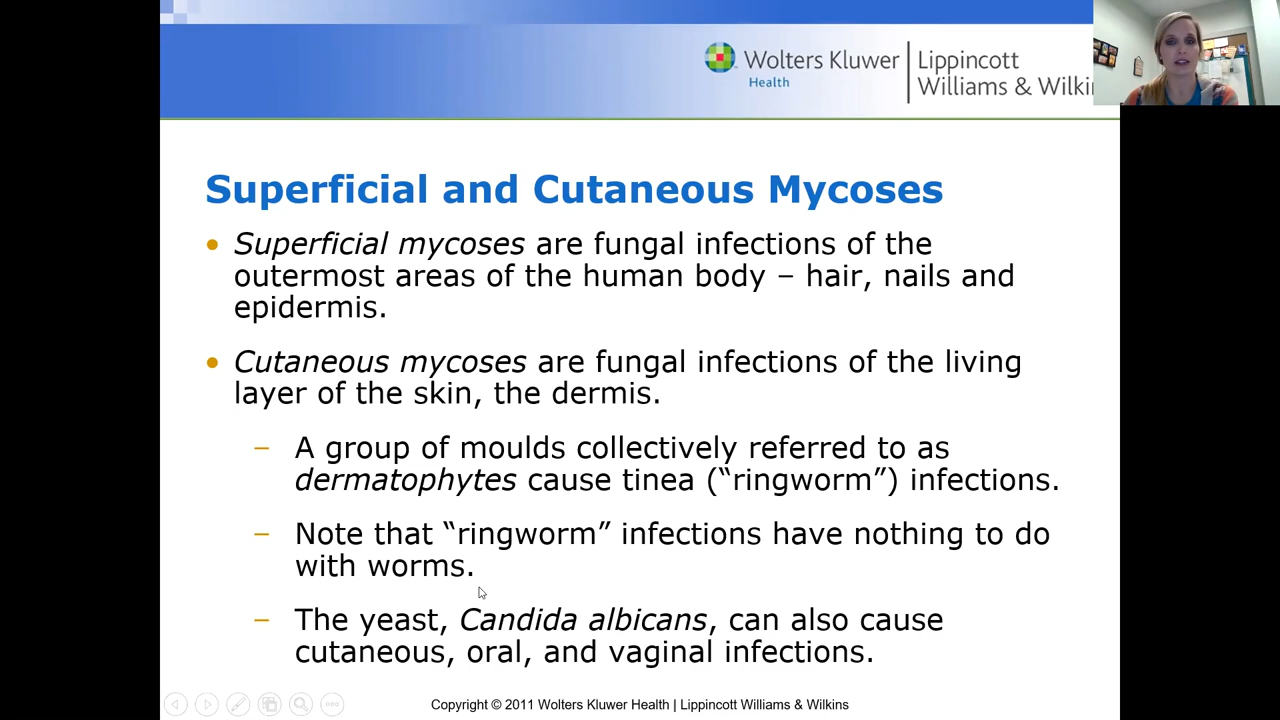 Wolters Kluwer
Health
Lippincott
Williams & Wilki
Superficial and Cutaneous Mycoses
• Superficial mycoses are fungal infections of the
outermost areas of the human body – hair, nails and
epidermis.
• Cutaneous mycoses are fungal infections of the living
layer of the skin, the dermis.
– A group of moulds collectively referred to as
dermatophytes cause tinea (“ringworm”) infections.
– Note that “ringworm” infections have nothing to do
with worms.
– The yeast, Candida albicans, can also cause
cutaneous, oral, and vaginal infections.
Copyright © 2011 Wolters Kluwer Health | Lippincott Williams & Wilkins